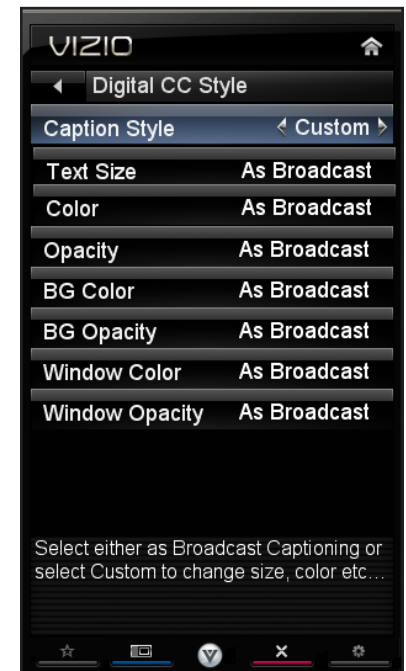 VIZIO
Digital CC Style
Caption Style Custom
Text Size As Broadcast
Color As Broadcast
Opacity As Broadcast
BG Color As Broadcast
BG Opacity As Broadcast
Window Color As Broadcast
Window Opacity As Broadcast
Select either as Broadcast Captioning or
select Custom to change size, color etc...
V